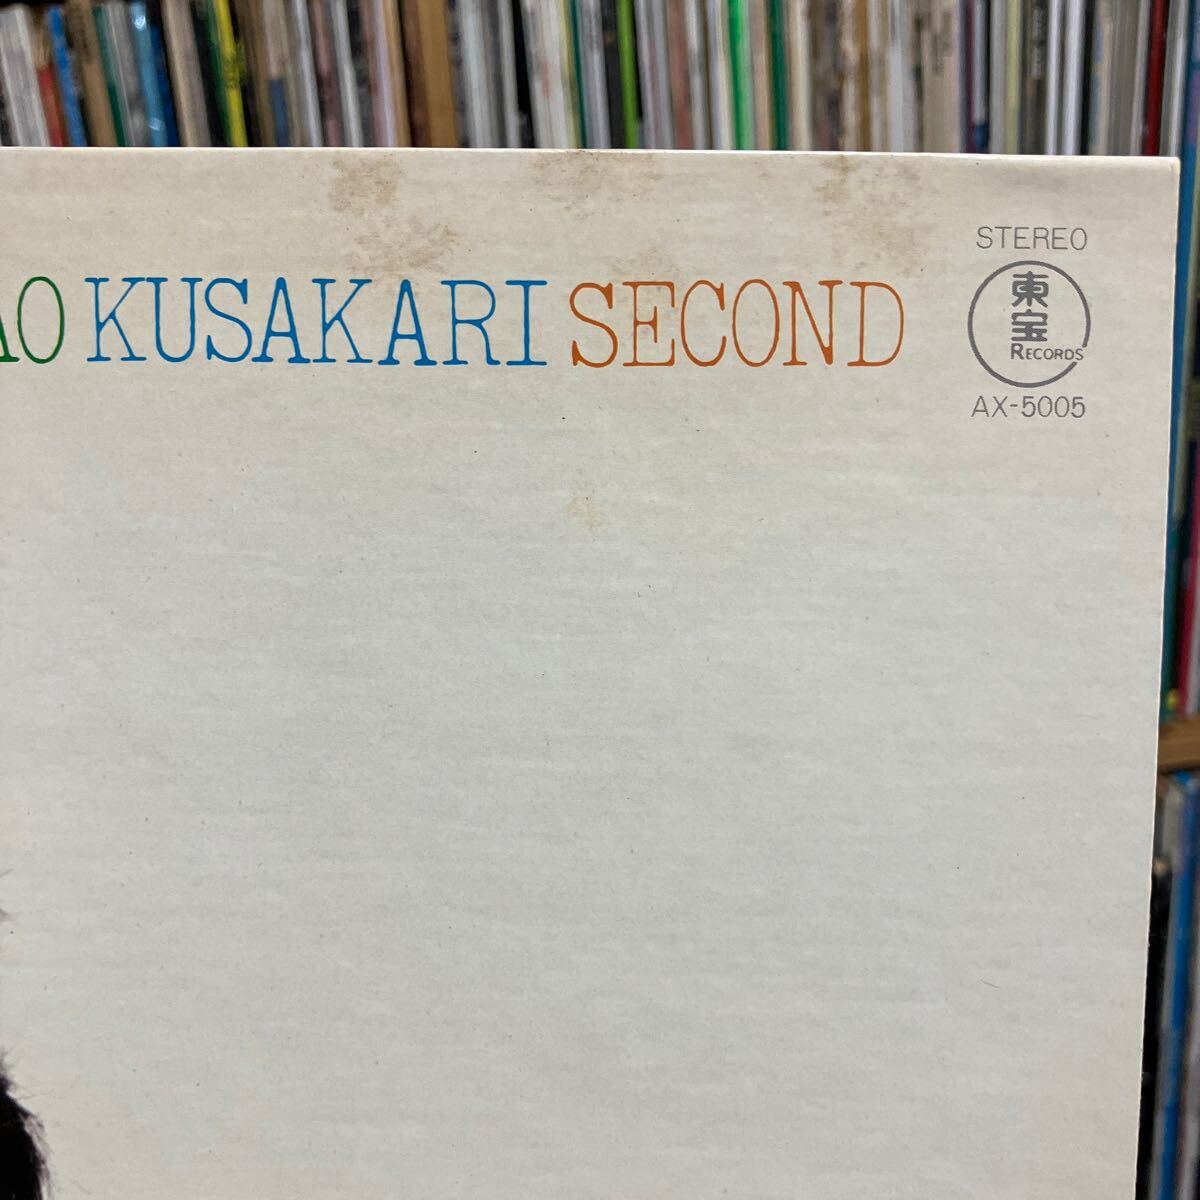 AO KUSAKARI SECOND
STEREO
東宝
RECORDS
AX-5005